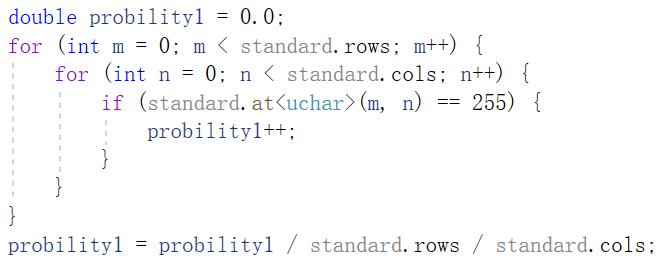 double probility1 = 0.0;
for (int m = 0; m < standard.rows; m++) {
    for (int n = 0; n < standard.cols; n++) {
        if (standard.at<uchar>(m, n) == 255) {
            probility1++;
        }
    }
}
probility1 = probility1 / standard.rows / standard.cols;